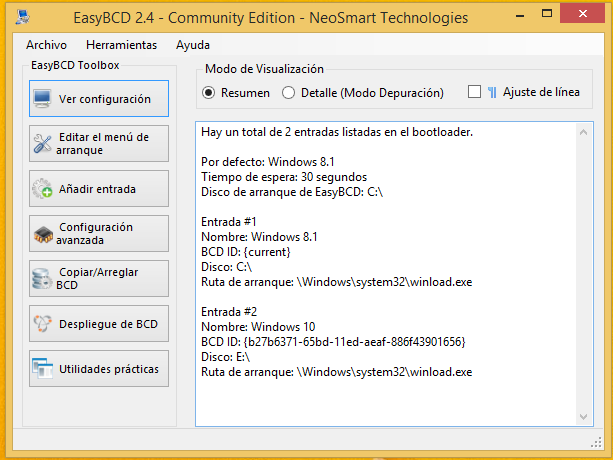 EasyBCD 2.4 - Community Edition - NeoSmart Technologies
Archivo Herramientas Ayuda
EasyBCD Toolbox
Ver configuración
Editar el menú de
arranque
Añadir entrada
Configuración
avanzada
Copiar/Arreglar
BCD
Despliegue de BCD
Utilidades prácticas
Modo de Visualización
Resumen Detalle (Modo Depuración) ¶ Ajuste de línea
Hay un total de 2 entradas listadas en el bootloader.
Por defecto: Windows 8.1
Tiempo de espera: 30 segundos
Disco de arranque de EasyBCD: C:\
Entrada #1
Nombre: Windows 8.1
BCD ID: {current}
Disco: C:\
Ruta de arranque: \Windows\system32\winload.exe
Entrada #2
Nombre: Windows 10
BCD ID: {b27b6371-65bd-11ed-aeaf-886f43901656}
Disco: E:\
Ruta de arranque: \Windows\system32\winload.exe